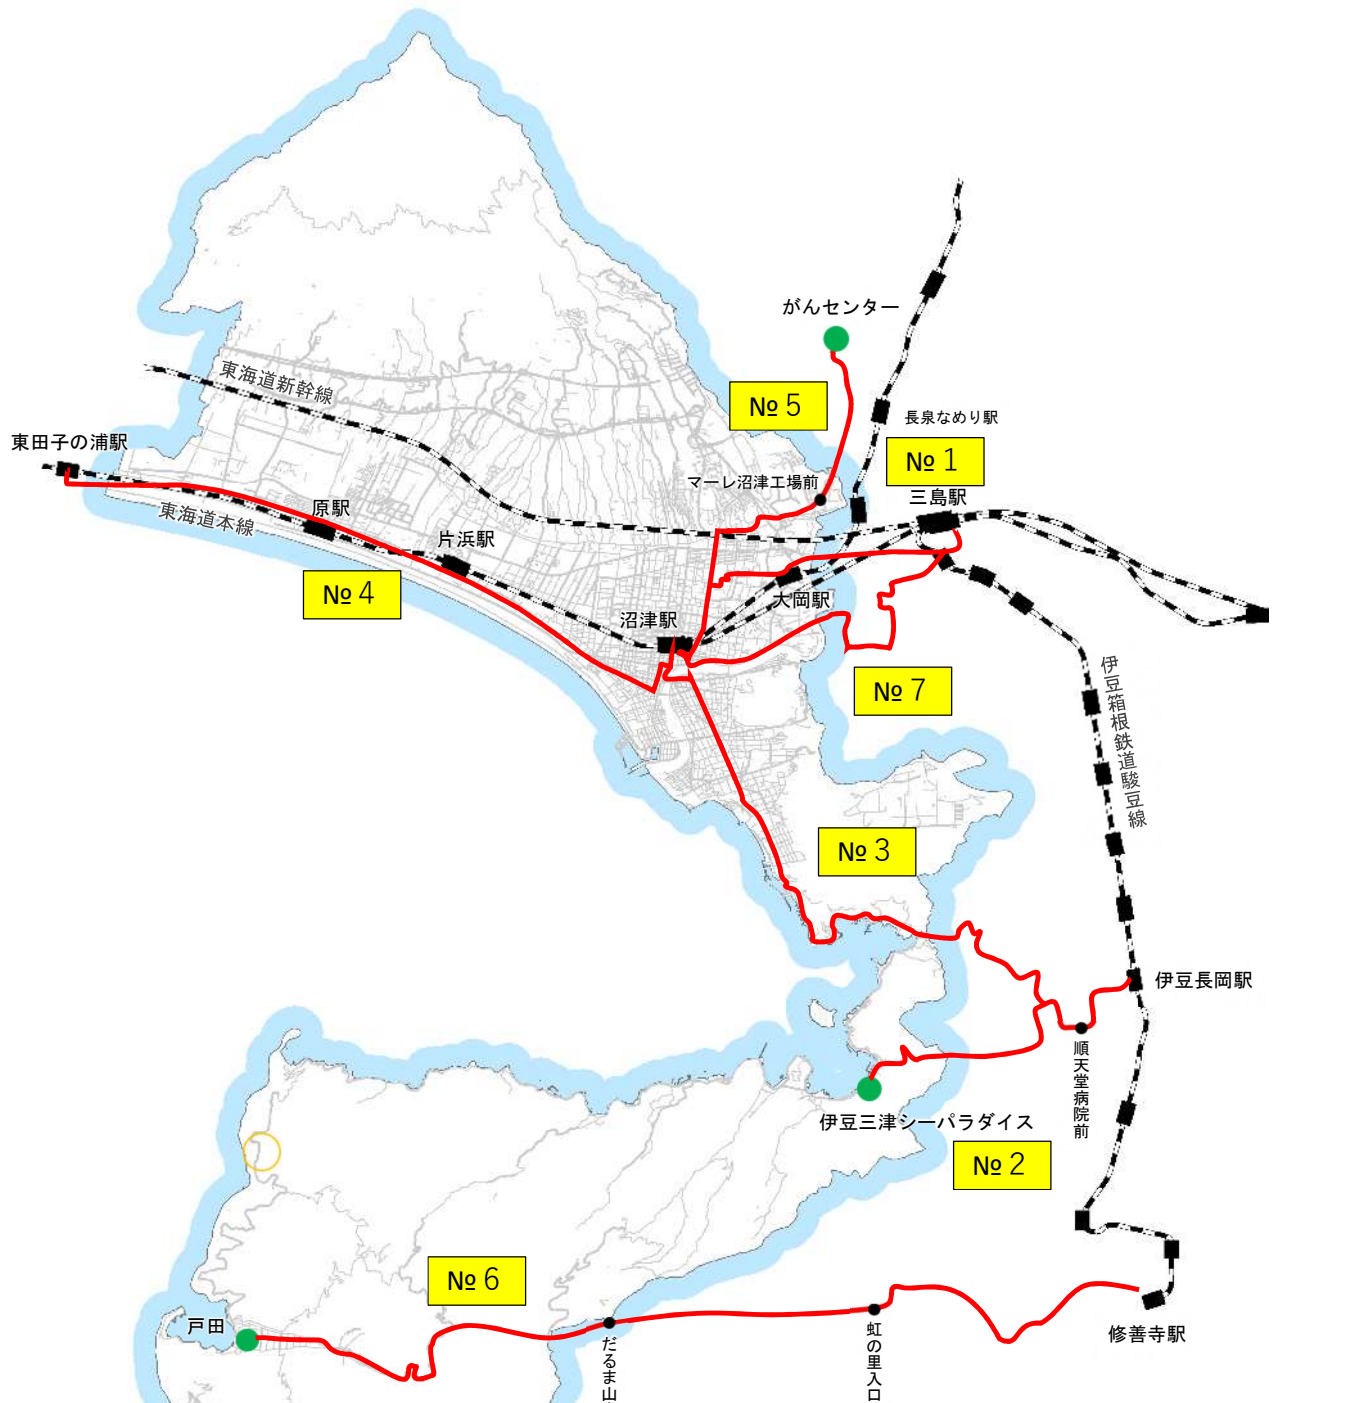 がんセンター
東海道新幹線
№ 5
長泉なめり駅
東田子の浦駅
№ 1
マーレ沼津工場前
三島駅
東海道本線
原駅
片浜駅
№ 4
大岡駅
沼津駅
№ 7
伊豆箱根鉄道駿豆線
№ 3
伊豆長岡駅
順天堂病院前
伊豆三津シーパラダイス
№ 2
№ 6
戸田
だるま山
虹の里入口
修善寺駅